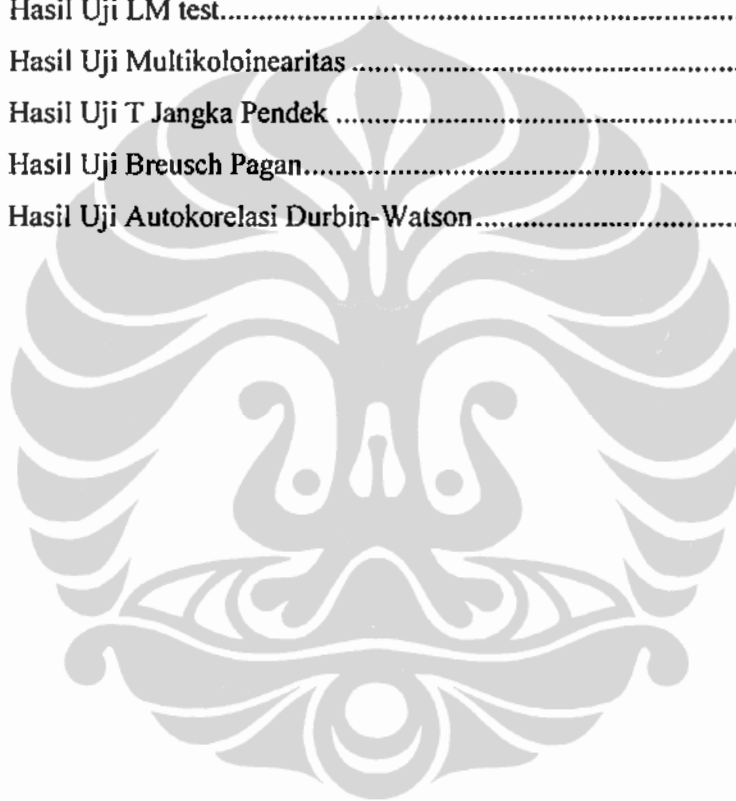 Hasil Uji LM test..........................................................................
Hasil Uji Multikoloinearitas ......................................................
Hasil Uji T Jangka Pendek .........................................................
Hasil Uji Breusch Pagan..............................................................
Hasil Uji Autokorelasi Durbin-Watson....................................